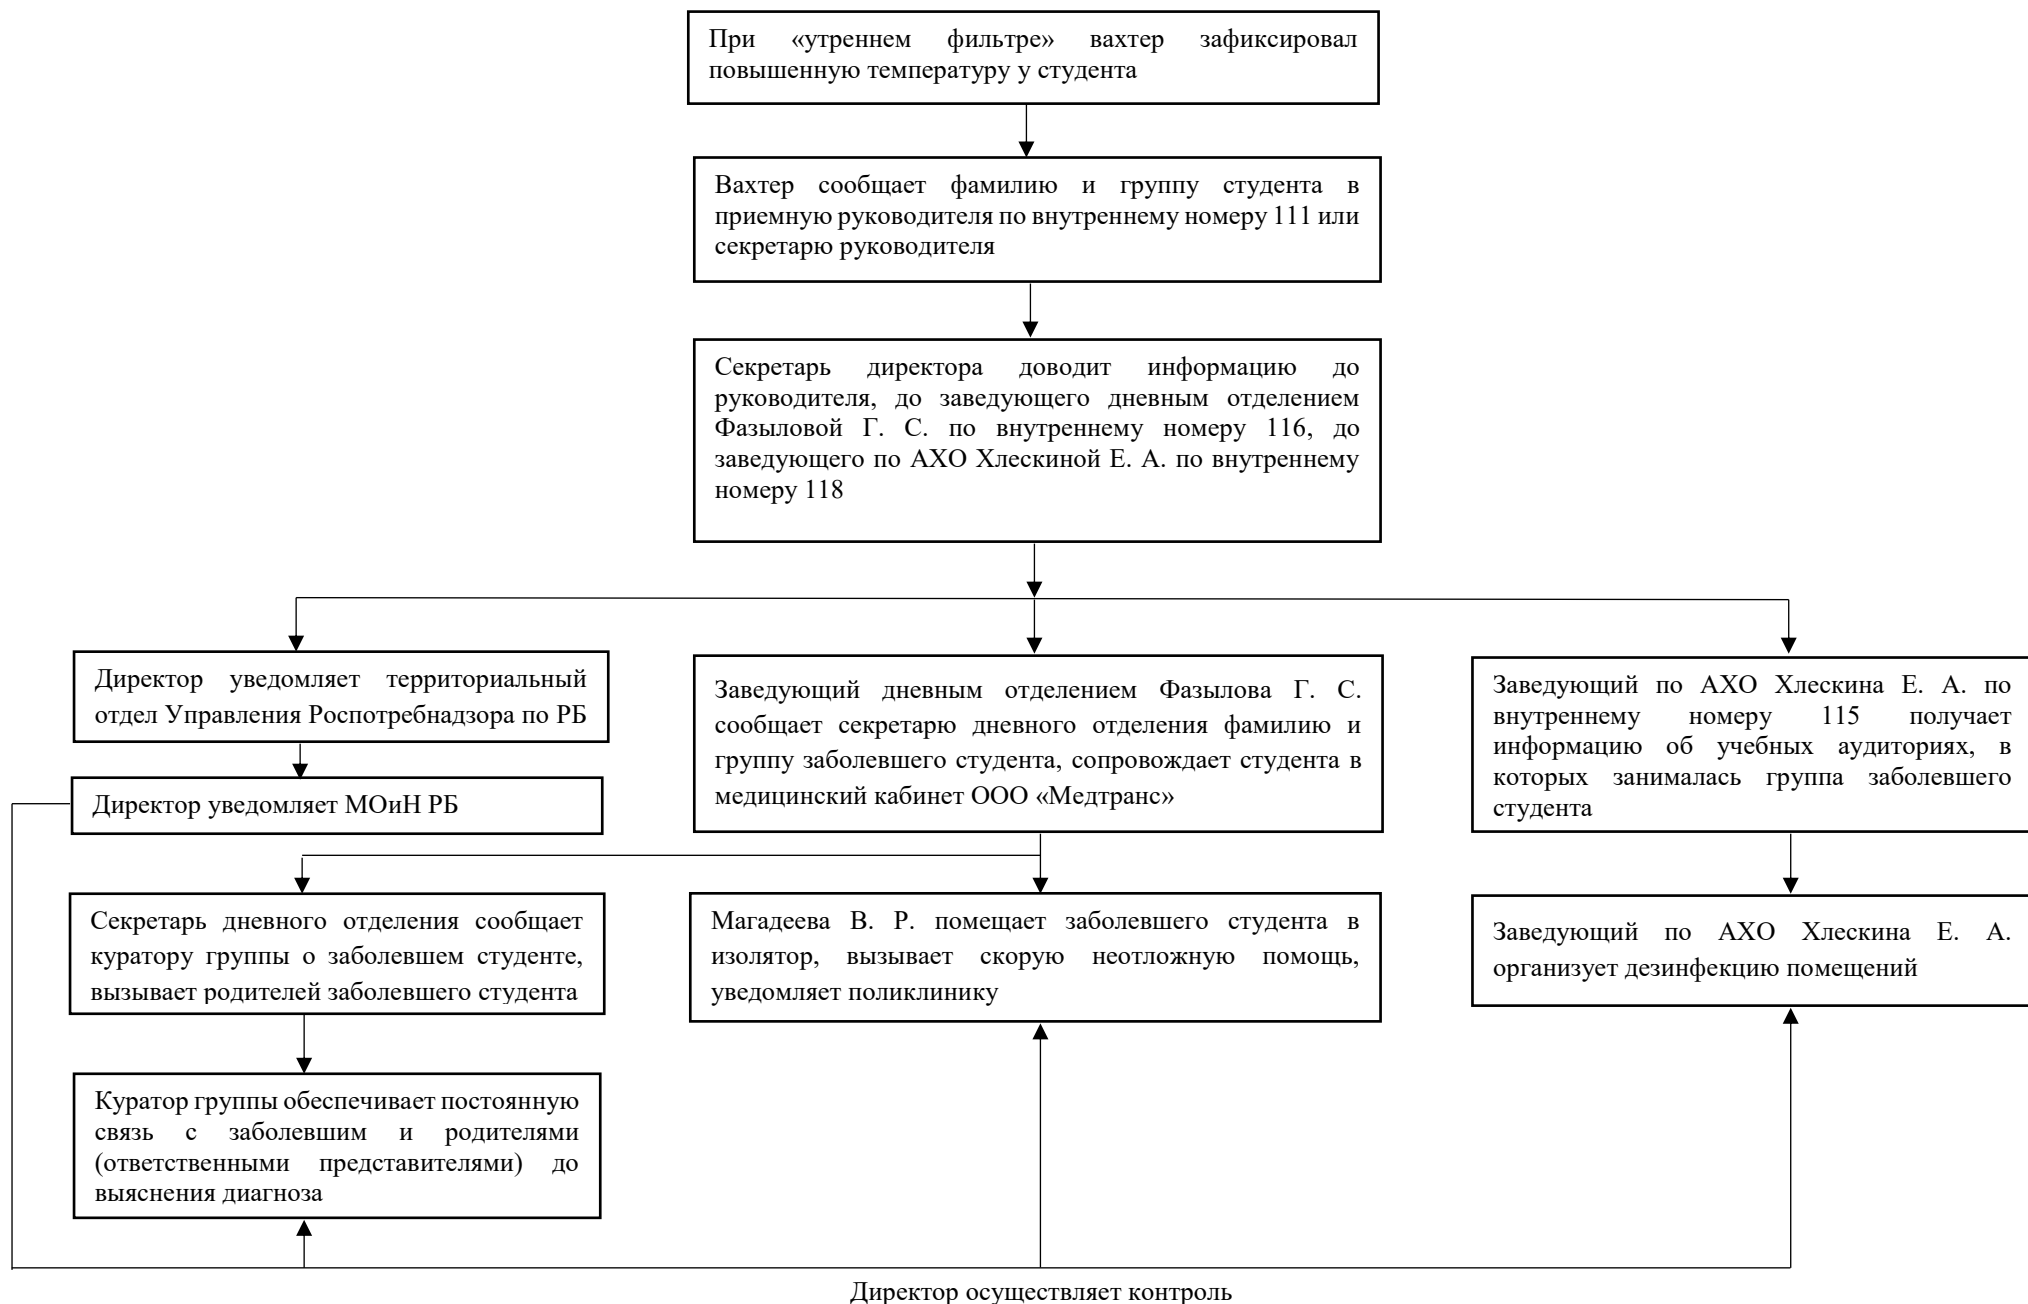 При «утреннем фильтре» вахтер зафиксировал
повышенную температуру у студента
Вахтер сообщает фамилию и группу студента в
приемную руководителя по внутреннему номеру 111 или
секретарю руководителя
Секретарь директора доводит информацию до
руководителя, до заведующего дневным отделением
Фазыловой Г. С. по внутреннему номеру 116, до
заведующего по АХО Хлескиной Е. А. по внутреннему
номеру 118
Директор уведомляет территориальный
отдел Управления Роспотребнадзора по РБ
Директор уведомляет МОиН РБ
Заведующий дневным отделением Фазылова Г. С.
сообщает секретарю дневного отделения фамилию и
группу заболевшего студента, сопровождает студента в
медицинский кабинет ООО «Медтранс»
Заведующий по АХО Хлескина Е. А. по
внутреннему номеру 115 получает
информацию об учебных аудиториях, в
которых занималась группа заболевшего
студента
Секретарь дневного отделения сообщает
куратору группы о заболевшем студенте,
вызывает родителей заболевшего студента
Магадеева В. Р. помещает заболевшего студента в
изолятор, вызывает скорую неотложную помощь,
уведомляет поликлинику
Заведующий по АХО Хлескина Е. А.
организует дезинфекцию помещений
Куратор группы обеспечивает постоянную
связь с заболевшим и родителями
(ответственными представителями) до
выяснения диагноза
Директор осуществляет контроль